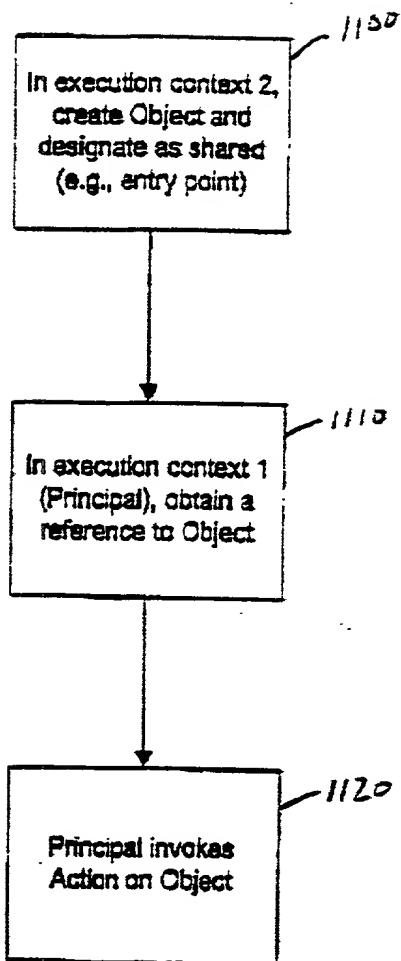 1150
In execution context 2,
create Object and
designate as shared
(e.g., entry point)
1110
In execution context 1
(Principal), obtain a
reference to Object
1120
Principal invokes
Action on Object